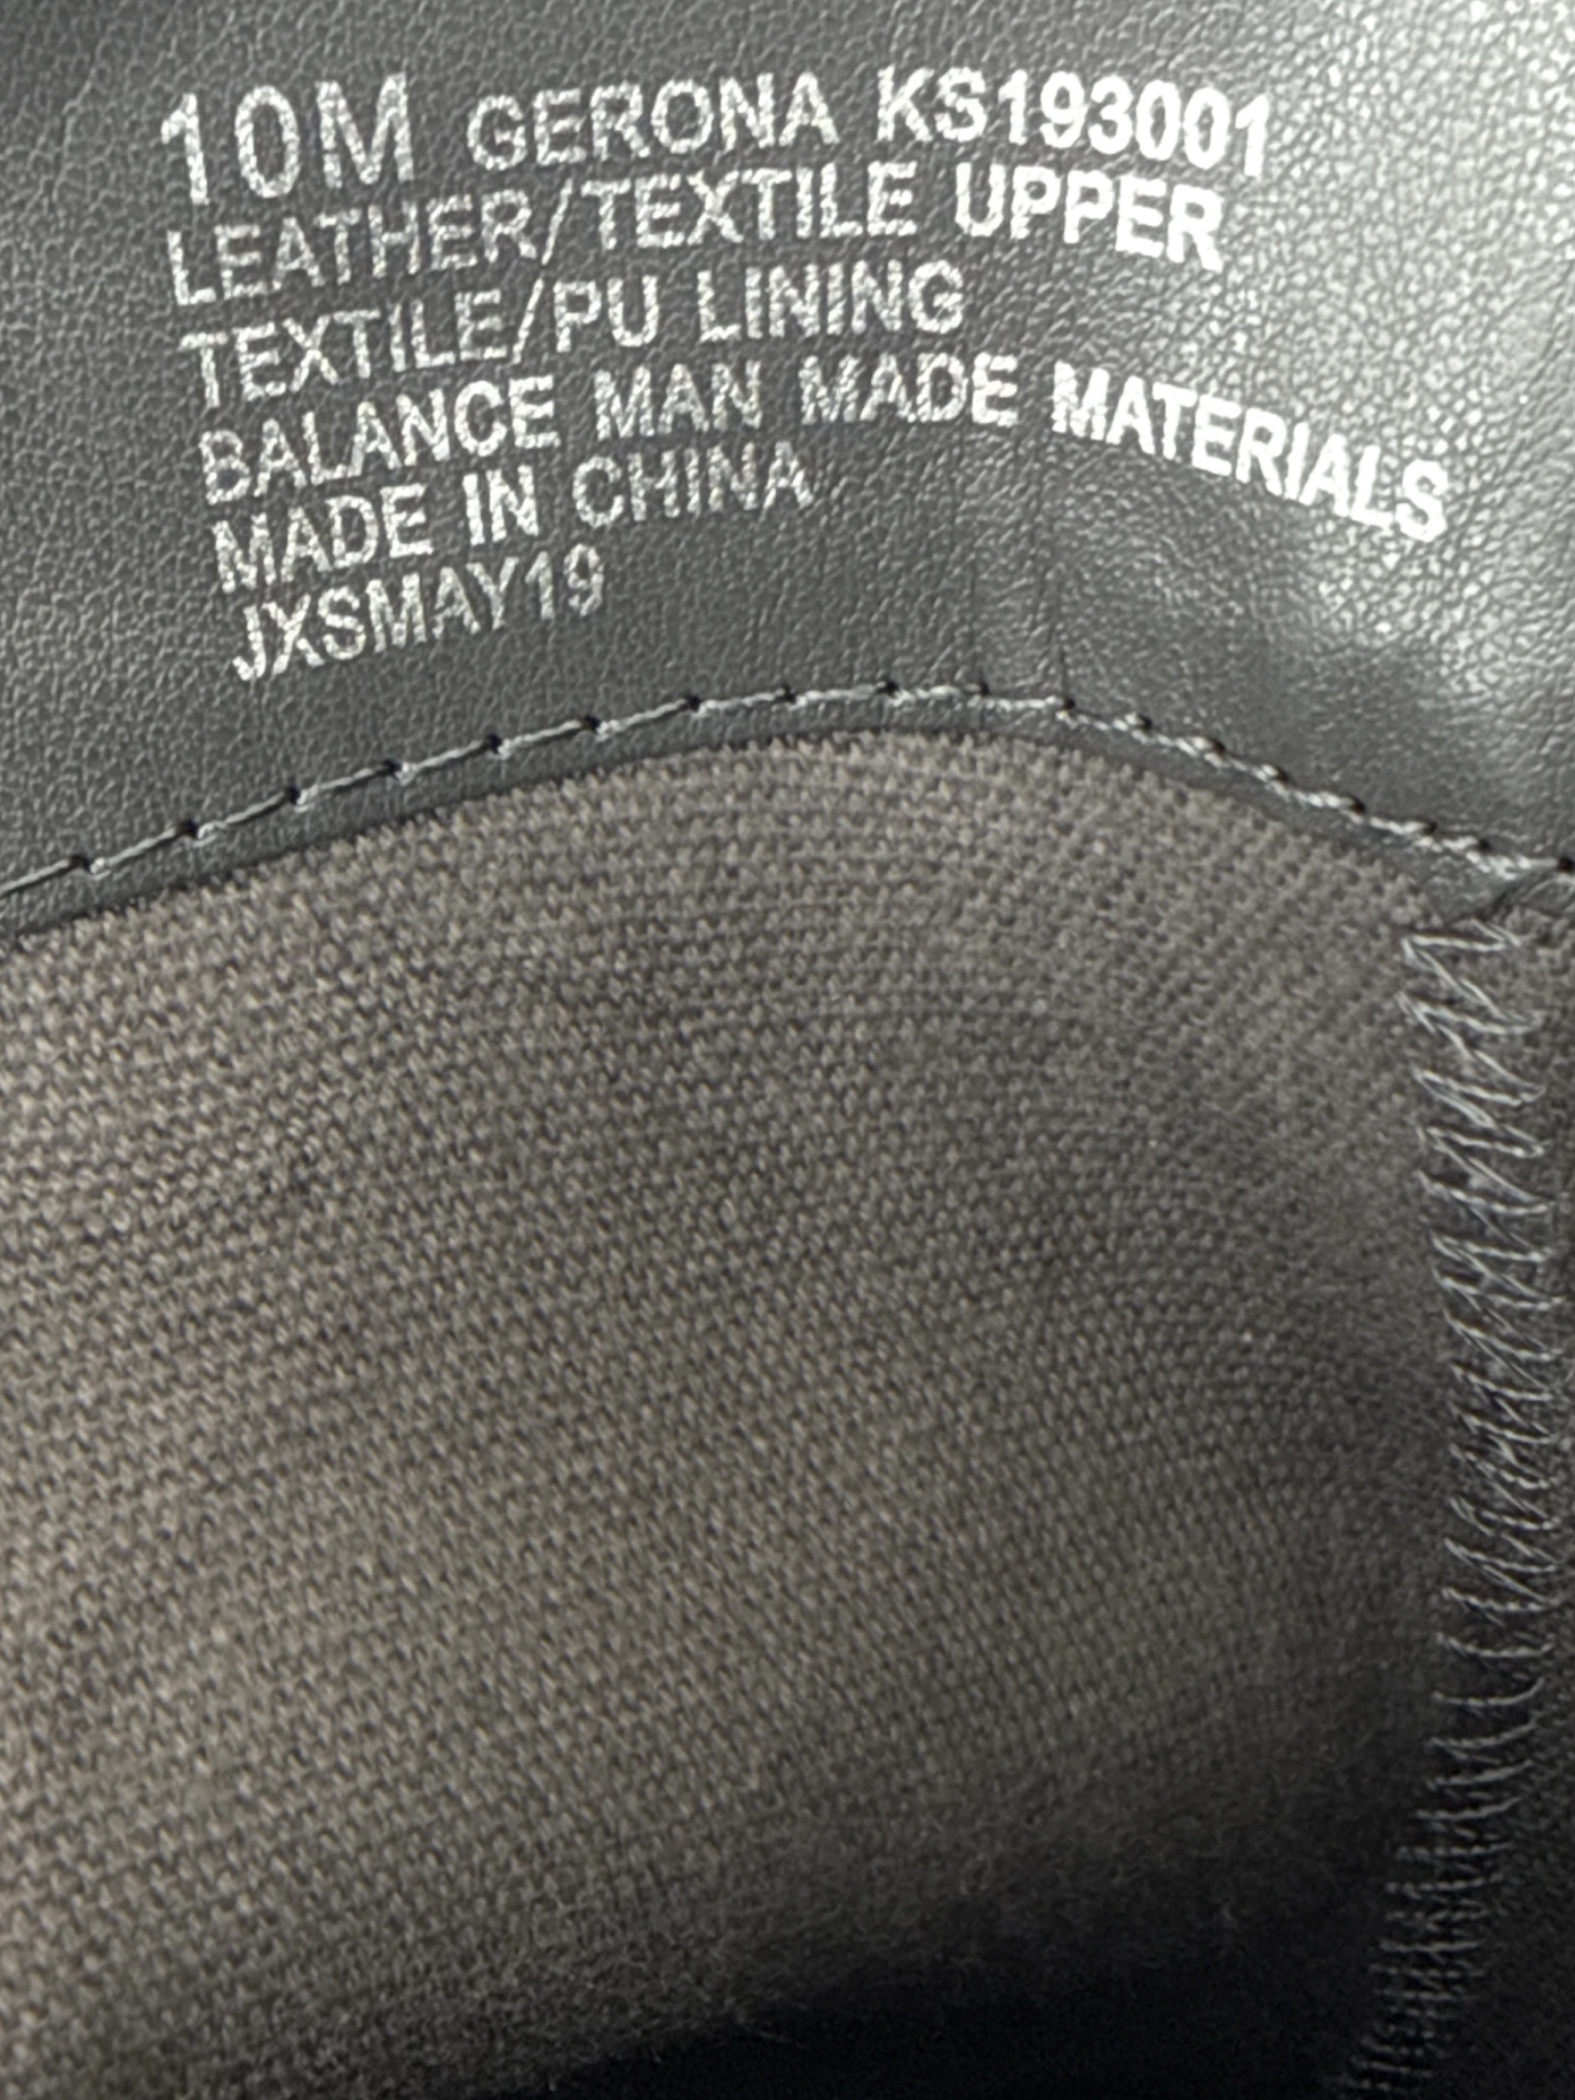 10M GERONA KS193001
LEATHER/TEXTILE UPPER
TEXTILE/PU LINING
BALANCE MAN MADE MATERIALS
MADE IN CHINA
JXSMAY19